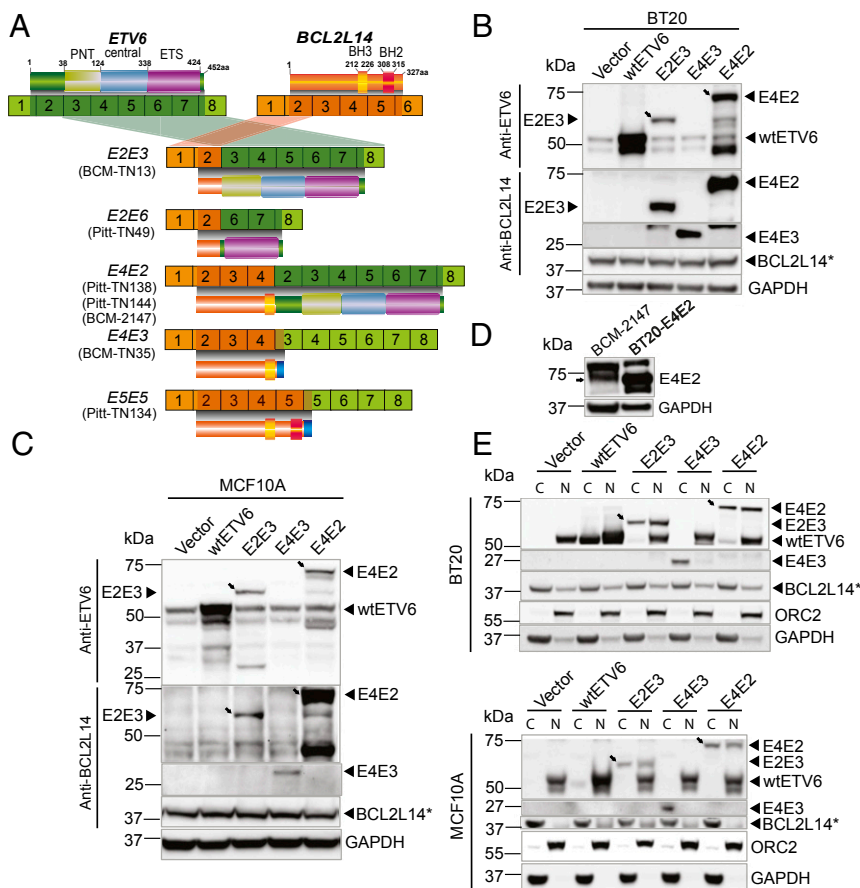 A
ETV6
BCL2L14
PNT central ETS
BH3 BH2
1 38 124 338 424 452aa
1 212 226 308 315 327aa
1 2 3 4 5 6 7 8
1 2 3 4 5 6
E2E3
(BCM-TN13)
1 2 3 4 5 6 7 8
E2E6
(Pitt-TN49)
1 2 6 7 8
E4E2
(Pitt-TN138)
(Pitt-TN144)
(BCM-2147)
1 2 3 4 2 3 4 5 6 7 8
E4E3
(BCM-TN35)
1 2 3 4 3 4 5 6 7 8
E5E5
(Pitt-TN134)
1 2 3 4 5 5 6 7 8
B
BT20
kDa
Vector wtETV6 E2E3 E4E3 E4E2
Anti-ETV6
75
50
E2E3
E4E2
wtETV6
Anti-BCL2L14
E2E3
E4E2
25
E4E3
37
BCL2L14*
37
GAPDH
D
BCM-2147 BT20-E4E2
kDa
75
E4E2
37
GAPDH
C
MCF10A
kDa
Vector wtETV6 E2E3 E4E3 E4E2
Anti-ETV6
75
E4E2
E2E3
50
wtETV6
37
25
Anti-BCL2L14
75
E4E2
E2E3
50
25
E4E3
37
BCL2L14*
37
GAPDH
E
Vector wtETV6 E2E3 E4E3 E4E2
kDa
C N C N C N C N C N
BT20
75
E4E2
E2E3
50
wtETV6
27
E4E3
37
BCL2L14*
55
ORC2
37
GAPDH
Vector wtETV6 E2E3 E4E3 E4E2
kDa
C N C N C N C N C N
MCF10A
75
E4E2
E2E3
50
wtETV6
27
E4E3
37
BCL2L14*
55
ORC2
37
GAPDH